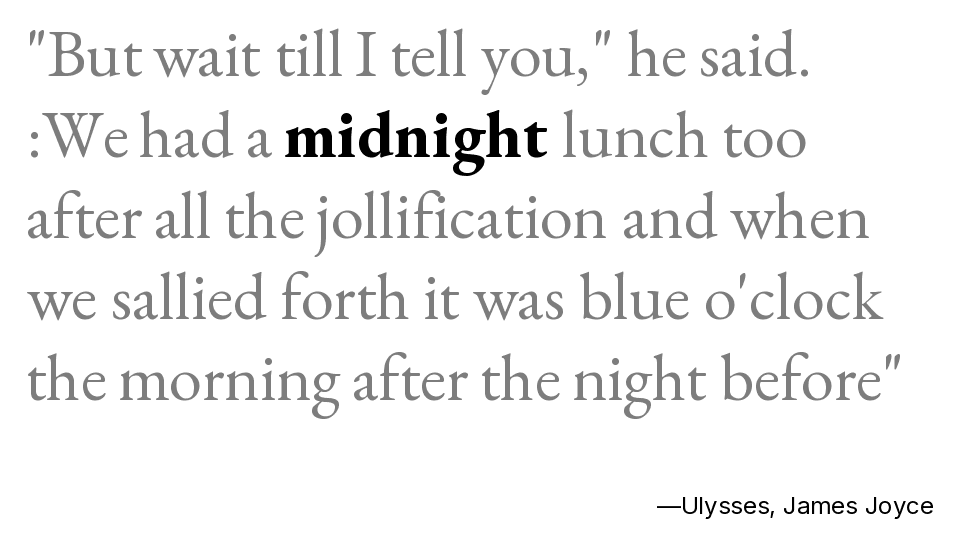 "But wait till I tell you," he said.
:We had a midnight lunch too
after all the jollification and when
we sallied forth it was blue o'clock
the morning after the night before"
—Ulysses, James Joyce